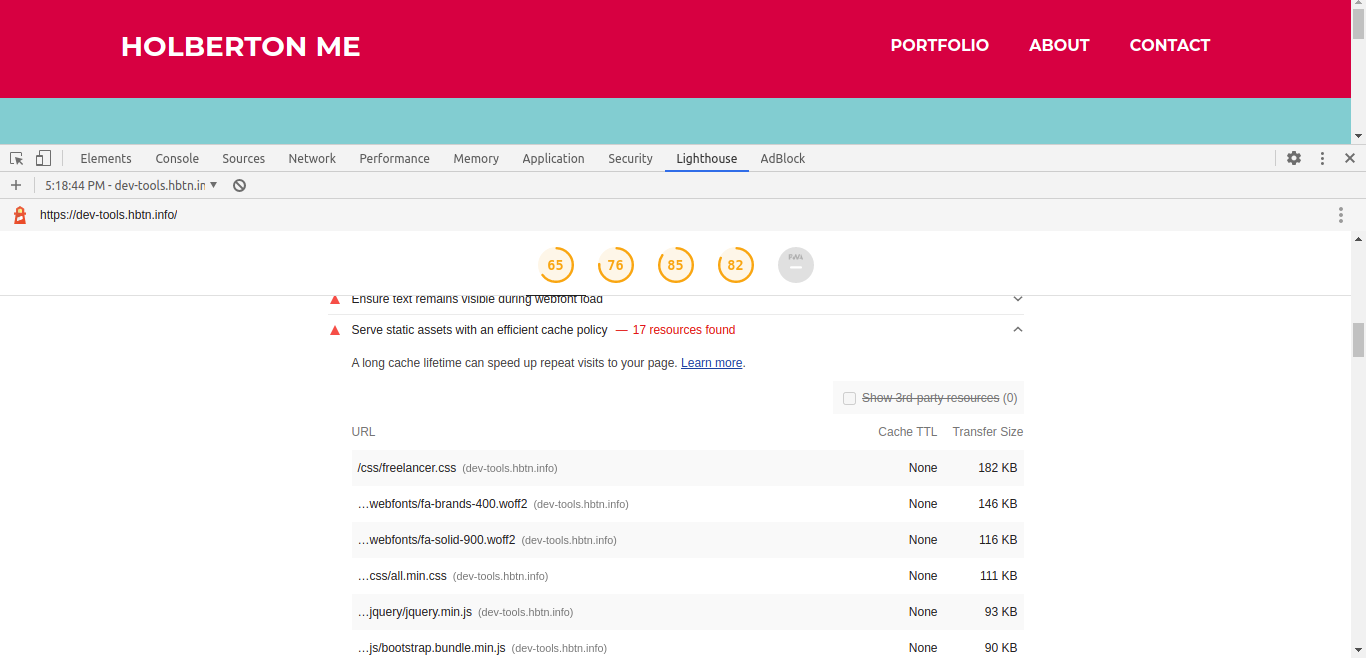 HOLBERTON ME PORTFOLIO ABOUT CONTACT
Elements Console Sources Network Performance Memory Application Security Lighthouse AdBlock
5:18:44 PM - dev-tools.hbtn.in
https://dev-tools.hbtn.info/
65 76 85 82 PWA
Ensure text remains visible during webfont load
Serve static assets with an efficient cache policy — 17 resources found
A long cache lifetime can speed up repeat visits to your page. Learn more.
Show 3rd-party resources (0)
URL Cache TTL Transfer Size
/css/freelancer.css (dev-tools.hbtn.info) None 182 KB
…webfonts/fa-brands-400.woff2 (dev-tools.hbtn.info) None 146 KB
…webfonts/fa-solid-900.woff2 (dev-tools.hbtn.info) None 116 KB
…css/all.min.css (dev-tools.hbtn.info) None 111 KB
…jquery/jquery.min.js (dev-tools.hbtn.info) None 93 KB
…js/bootstrap.bundle.min.js (dev-tools.hbtn.info) None 90 KB